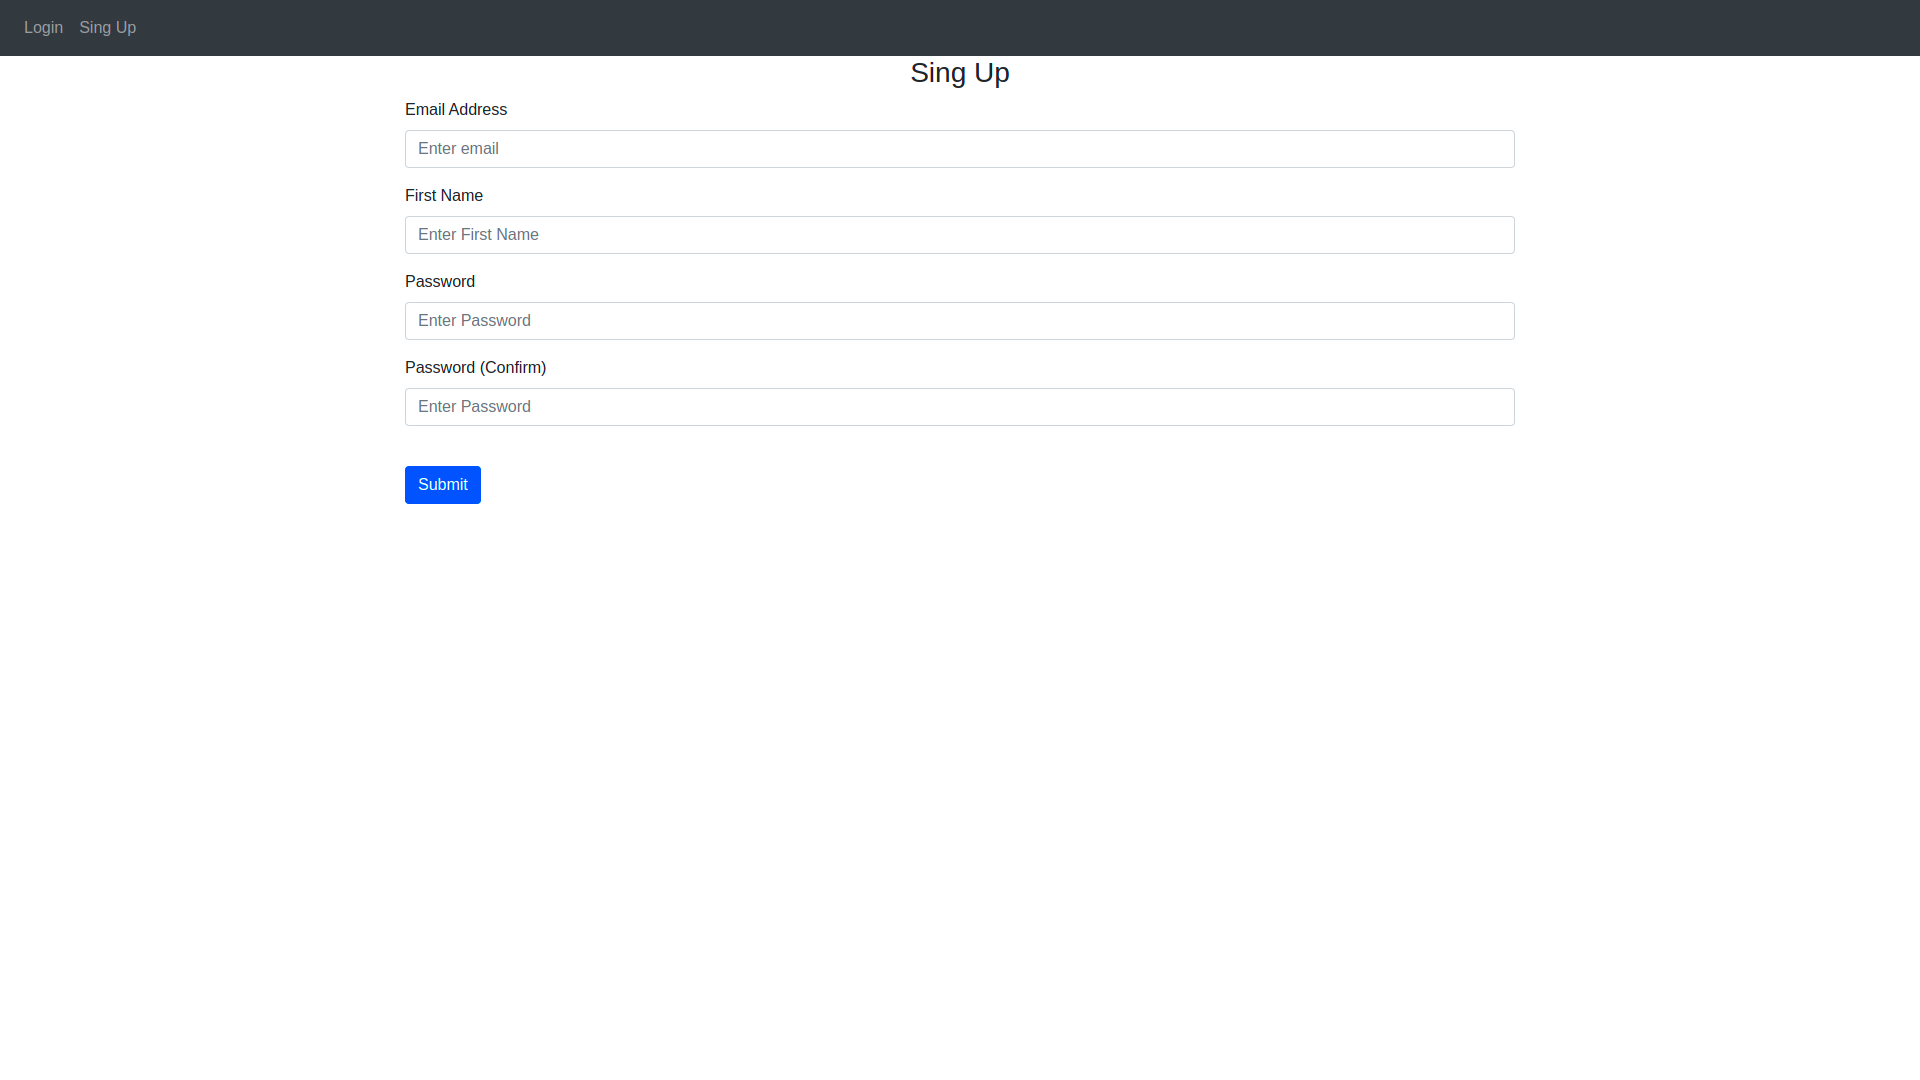 Login Sing Up
Sing Up
Email Address
Enter email
First Name
Enter First Name
Password
Enter Password
Password (Confirm)
Enter Password
Submit